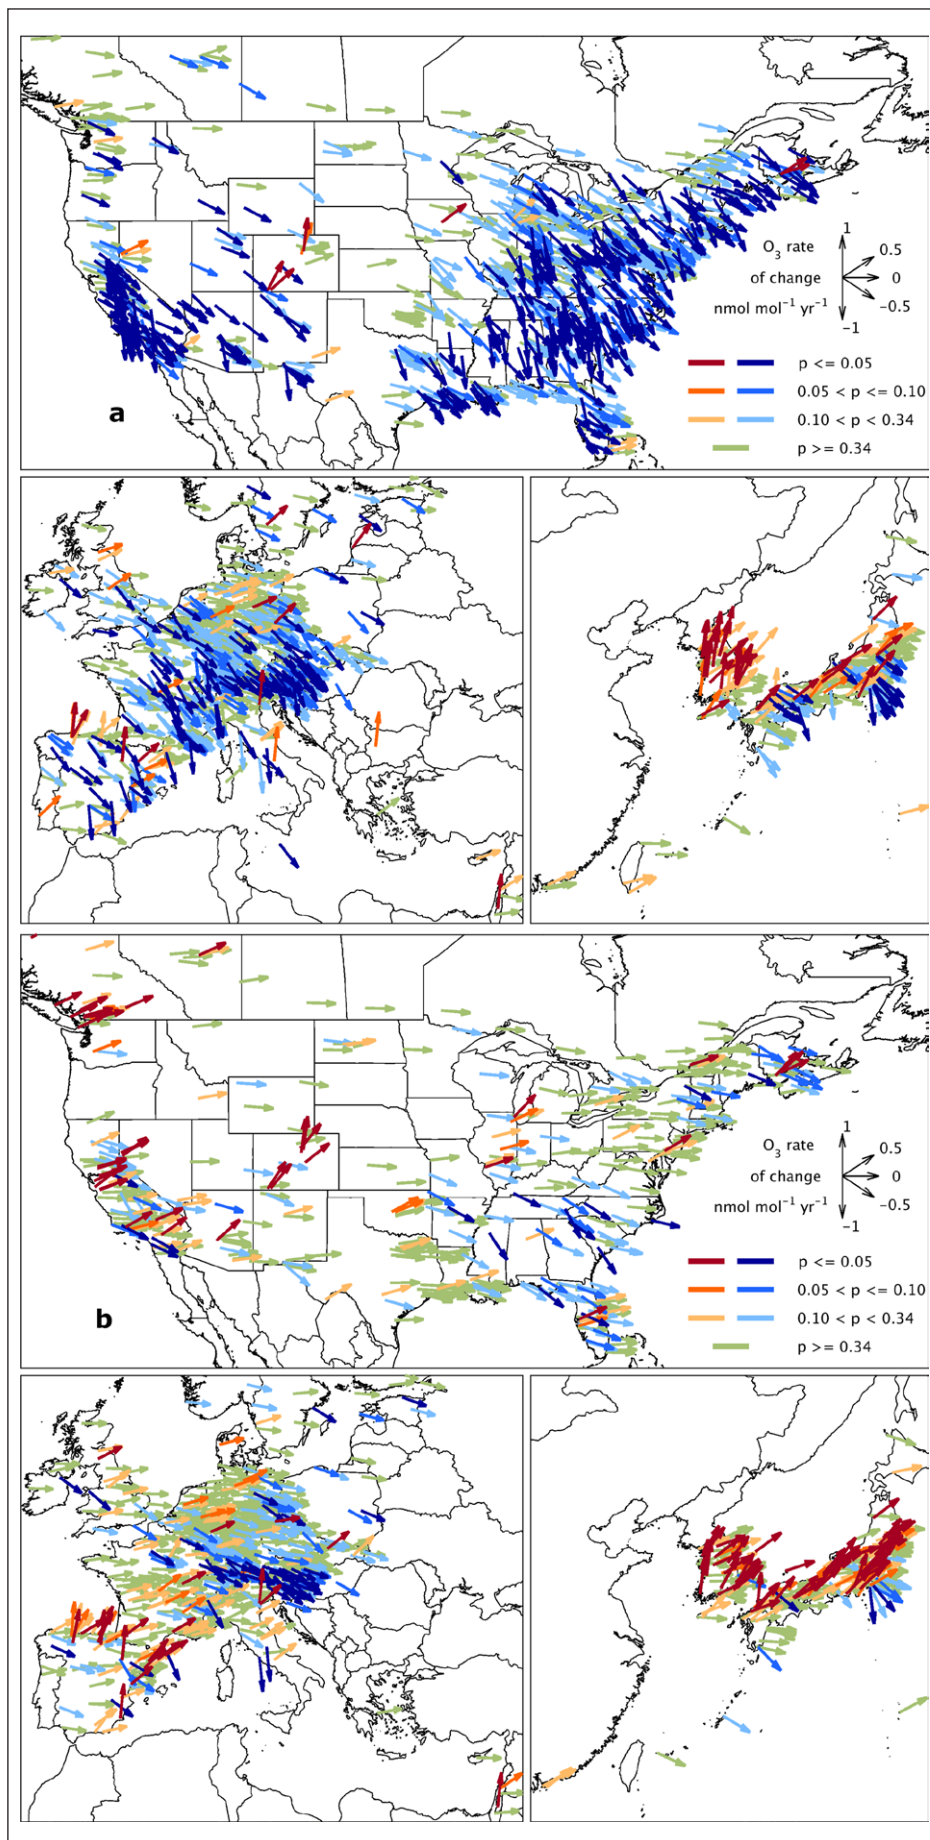 1
O₃ rate
0.5
of change
0
nmol mol⁻¹ yr⁻¹
−0.5
−1
p <= 0.05
0.05 < p <= 0.10
a
0.10 < p < 0.34
p >= 0.34
1
O₃ rate
0.5
of change
0
nmol mol⁻¹ yr⁻¹
−0.5
−1
p <= 0.05
0.05 < p <= 0.10
b
0.10 < p < 0.34
p >= 0.34